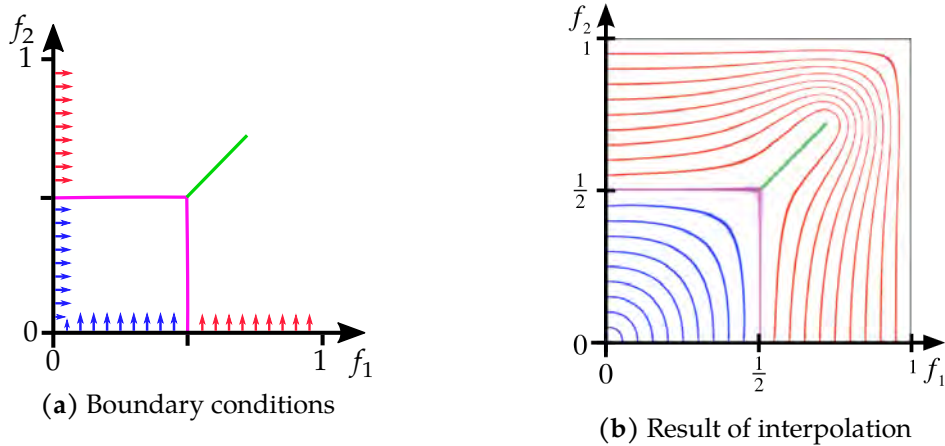 f₂
1
0
0
1
f₁
(a) Boundary conditions
f₂
1
1/2
0
0
1/2
1
f₁
(b) Result of interpolation